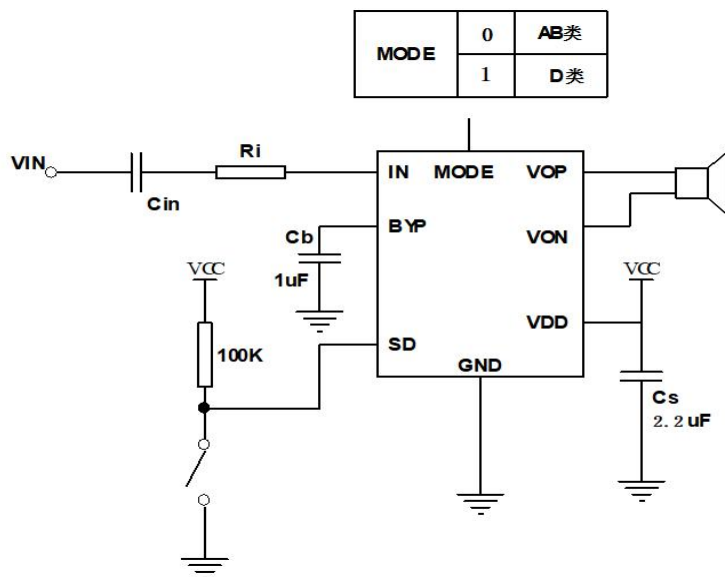 MODE
0 AB类
1 D类
VIN
Cin
Ri
IN MODE VOP
BYP
VON
Cb
1uF
VCC
VCC
100K
SD
VDD
GND
Cs
2.2uF